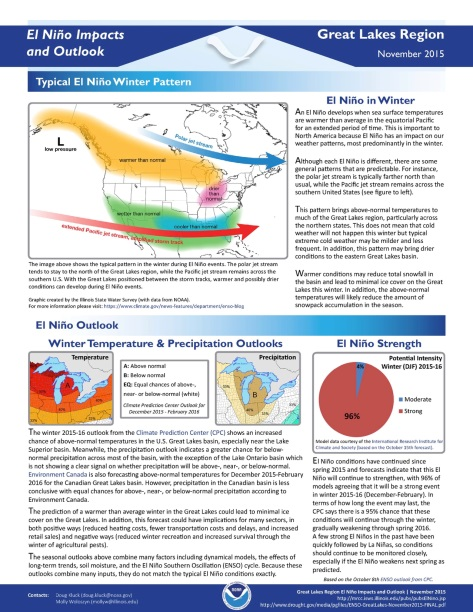 El Niño Impacts
and Outlook
Great Lakes Region
November 2015
Typical El Niño Winter Pattern
L
low pressure
Polar jet stream
warmer than normal
drier
than
normal
wetter than normal
cooler than normal
extended Pacific jet stream, amplified storm track
The image above shows the typical pattern in the winter during El Niño events. The polar jet stream
tends to stay to the north of the Great Lakes region, while the Pacific jet stream remains across the
southern U.S. With the Great Lakes positioned between the storm tracks, warmer and possibly drier
conditions can develop during El Niño events.
Graphic created by the Illinois State Water Survey (with data from NOAA).
For more information please visit: https://www.climate.gov/news-features/department/enso-blog
El Niño in Winter
An El Niño develops when sea surface temperatures
are warmer than average in the equatorial Pacific
for an extended period of time. This is important to
North America because El Niño has an impact on our
weather patterns, most predominantly in the winter.
Although each El Niño is different, there are some
general patterns that are predictable. For instance,
the polar jet stream is typically farther north than
usual, while the Pacific jet stream remains across the
southern United States (see figure to left).
This pattern brings above-normal temperatures to
much of the Great Lakes region, particularly across
the northern states. This does not mean that cold
weather will not happen this winter but typical
extreme cold weather may be milder and less
frequent. In addition, this pattern may bring drier
conditions to the eastern Great Lakes basin.
Warmer conditions may reduce total snowfall in
the basin and lead to minimal ice cover on the Great
Lakes this winter. In addition, the above-normal
temperatures will likely reduce the amount of
snowpack accumulation in the season.
El Niño Outlook
Winter Temperature & Precipitation Outlooks
Temperature
A
A: Above normal
B: Below normal
EQ: Equal chances of above-,
near- or below-normal (white)
Climate Prediction Center Outlook for
December 2015 - February 2016
Precipitation
B
The winter 2015-16 outlook from the Climate Prediction Center (CPC) shows an increased
chance of above-normal temperatures in the U.S. Great Lakes basin, especially near the Lake
Superior basin. Meanwhile, the precipitation outlook indicates a greater chance for below-
normal precipitation across most of the basin, with the exception of the Lake Ontario basin which
is not showing a clear signal on whether precipitation will be above-, near-, or below-normal.
Environment Canada is also forecasting above-normal temperatures for December 2015-February
2016 for the Canadian Great Lakes basin. However, precipitation in the Canadian basin is less
conclusive with equal chances for above-, near-, or below-normal precipitation according to
Environment Canada.
The prediction of a warmer than average winter in the Great Lakes could lead to minimal ice
cover on the Great Lakes. In addition, this forecast could have implications for many sectors, in
both positive ways (reduced heating costs, fewer transportation costs and delays, and increased
retail sales) and negative ways (reduced winter recreation and increased survival through the
winter of agricultural pests).
The seasonal outlooks above combine many factors including dynamical models, the effects of
long-term trends, soil moisture, and the El Niño Southern Oscillation (ENSO) cycle. Because these
outlooks combine many inputs, they do not match the typical El Niño conditions exactly.
El Niño Strength
Potential Intensity
Winter (DJF) 2015-16
4%
96%
Moderate
Strong
Model data courtesy of the International Research Institute for
Climate and Society (based on the October 15th forecast).
El Niño conditions have continued since
spring 2015 and forecasts indicate that this El
Niño will continue to strengthen, with 96% of
models agreeing that it will be a strong event
in winter 2015-16 (December-February). In
terms of how long the event may last, the
CPC says there is a 95% chance that these
conditions will continue through the winter,
gradually weakening through spring 2016.
A few strong El Niños in the past have been
quickly followed by La Niñas, so conditions
should continue to be monitored closely,
especially if the El Niño weakens next spring as
predicted.
Based on the October 8th ENSO outlook from CPC.
Contacts: Doug Kluck (doug.kluck@noaa.gov)
Molly Woloszyn (mollyw@illinois.edu)
Great Lakes Region El Niño Impacts and Outlook | November 2015
http://mrcc.isws.illinois.edu/pubs/pubsElNino.jsp
http://www.drought.gov/media/pgfiles/ENSO-GreatLakes-Nov2015-FINAL.pdf